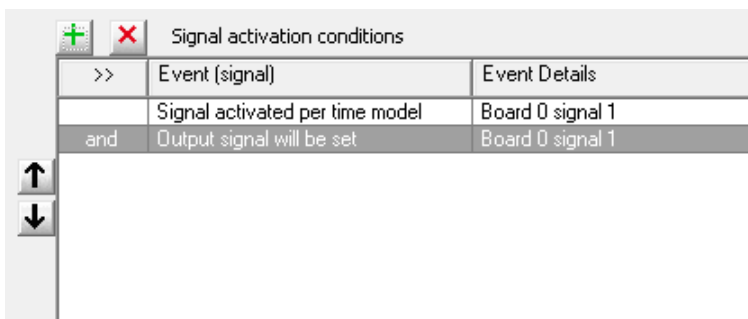 Signal activation conditions
>> Event (signal) Event Details
Signal activated per time model Board 0 signal 1
and Output signal will be set Board 0 signal 1